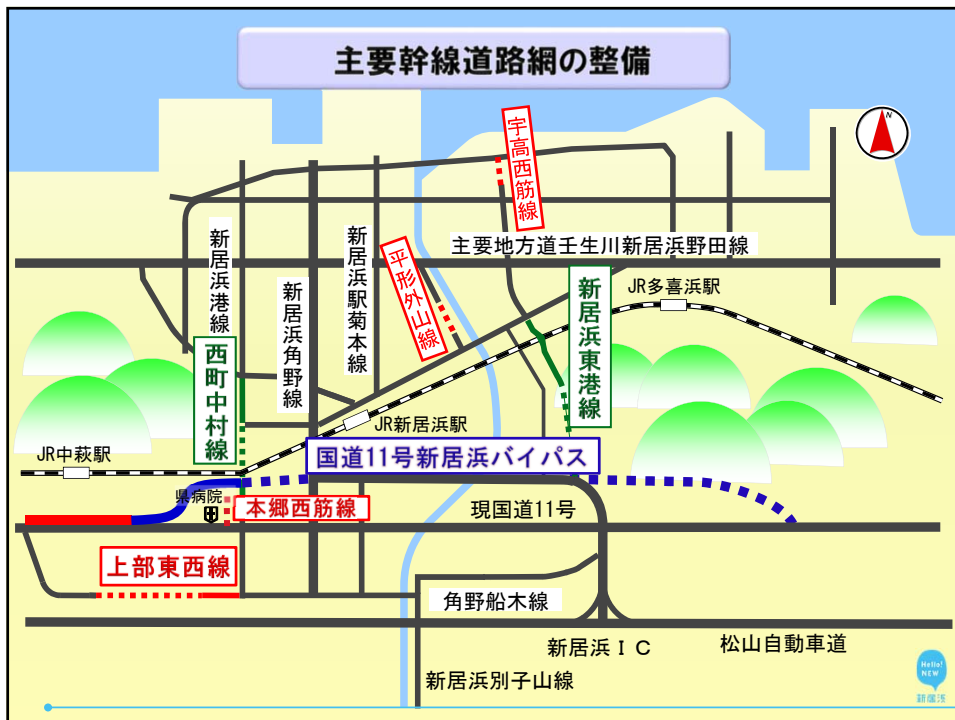 主要幹線道路網の整備
N
宇高西筋線
主要地方道壬生川新居浜野田線
新居浜港線
新居浜駅菊本線
平形外山線
新居浜東港線
JR多喜浜駅
新居浜角野線
西町中村線
JR新居浜駅
JR中萩駅
国道11号新居浜バイパス
県病院
本郷西筋線
現国道11号
上部東西線
角野船木線
新居浜ＩＣ
松山自動車道
新居浜別子山線
Hello!
NEW
新居浜